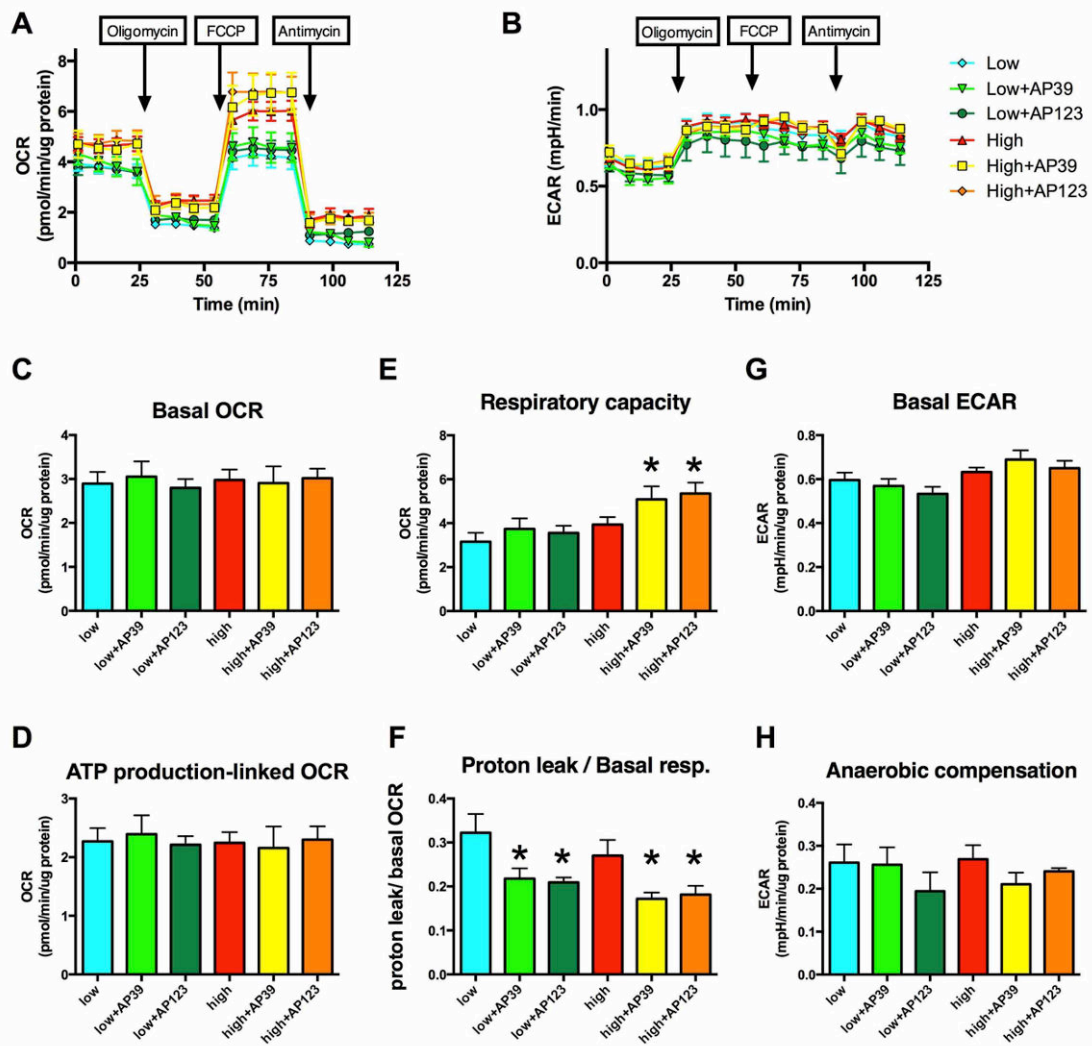 A
Oligomycin
FCCP
Antimycin
8
6
4
2
0
OCR
(pmol/min/ug protein)
0
25
50
75
100
125
Time (min)
B
Oligomycin
FCCP
Antimycin
1.0
0.5
0.0
ECAR (mpH/min)
0
25
50
75
100
125
Time (min)
Low
Low+AP39
Low+AP123
High
High+AP39
High+AP123
C
Basal OCR
4
3
2
1
0
OCR
(pmol/min/ug protein)
low
low+AP39
low+AP123
high
high+AP39
high+AP123
E
Respiratory capacity
8
6
4
2
0
OCR
(pmol/min/ug protein)
*
*
low
low+AP39
low+AP123
high
high+AP39
high+AP123
G
Basal ECAR
0.8
0.6
0.4
0.2
0.0
ECAR
(mpH/min/ug protein)
low
low+AP39
low+AP123
high
high+AP39
high+AP123
D
ATP production-linked OCR
3
2
1
0
OCR
(pmol/min/ug protein)
low
low+AP39
low+AP123
high
high+AP39
high+AP123
F
Proton leak / Basal resp.
0.4
0.3
0.2
0.1
0.0
proton leak/ basal OCR
*
*
*
*
low
low+AP39
low+AP123
high
high+AP39
high+AP123
H
Anaerobic compensation
0.4
0.3
0.2
0.1
0.0
ECAR
(mpH/min/ug protein)
low
low+AP39
low+AP123
high
high+AP39
high+AP123